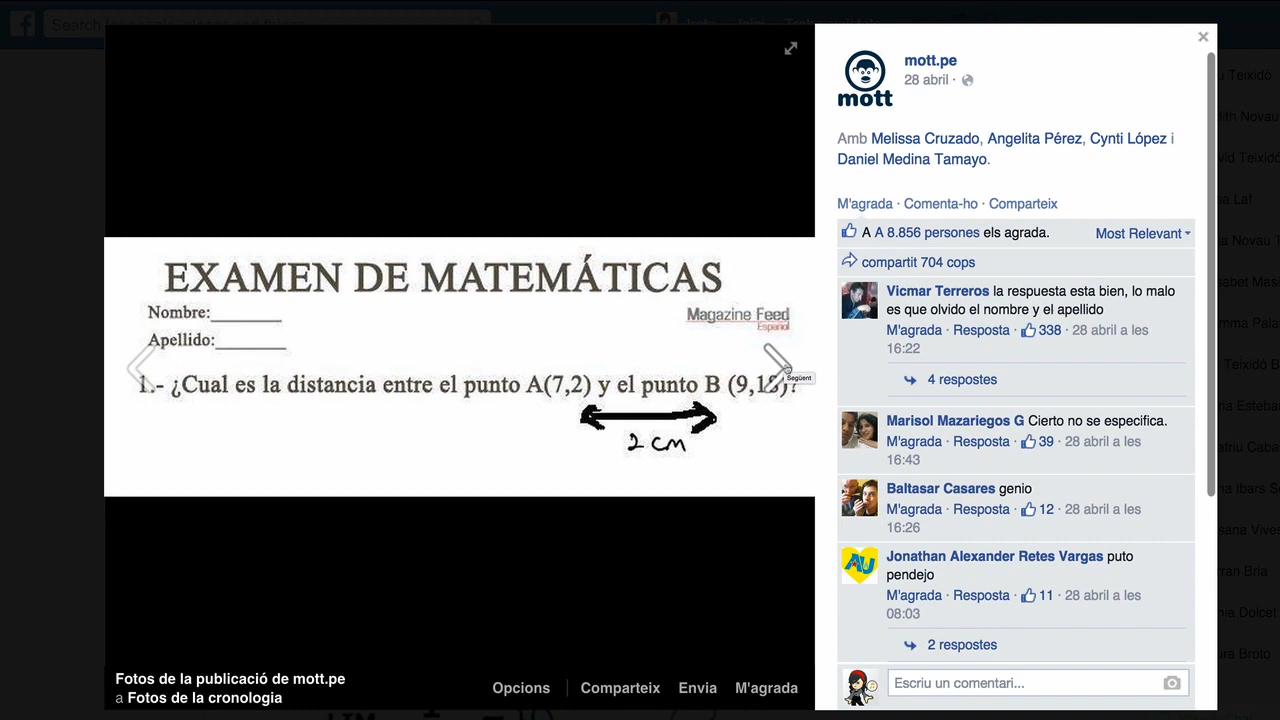 mott.pe
28 abril ·
mott
Amb Melissa Cruzado, Angelita Pérez, Cynti López i
Daniel Medina Tamayo.
M'agrada · Comenta-ho · Comparteix
A A 8.856 persones els agrada.
Most Relevant
compartit 704 cops
Vicmar Terreros la respuesta esta bien, lo malo
es que olvido el nombre y el apellido
M'agrada · Resposta · 338 · 28 abril a les
16:22
4 respostes
Marisol Mazariegos G Cierto no se especifica.
M'agrada · Resposta · 39 · 28 abril a les
16:43
Baltasar Casares genio
M'agrada · Resposta · 12 · 28 abril a les
16:26
Jonathan Alexander Retes Vargas puto
pendejo
M'agrada · Resposta · 11 · 28 abril a les
08:03
2 respostes
Escriu un comentari...
EXAMEN DE MATEMÁTICAS
Nombre:________
Apellido:________
Magazine Feed
Español
1.- ¿Cual es la distancia entre el punto A(7,2) y el punto B
Següent
2 cm
Fotos de la publicació de mott.pe
a Fotos de la cronologia
Opcions
Comparteix
Envia
M'agrada